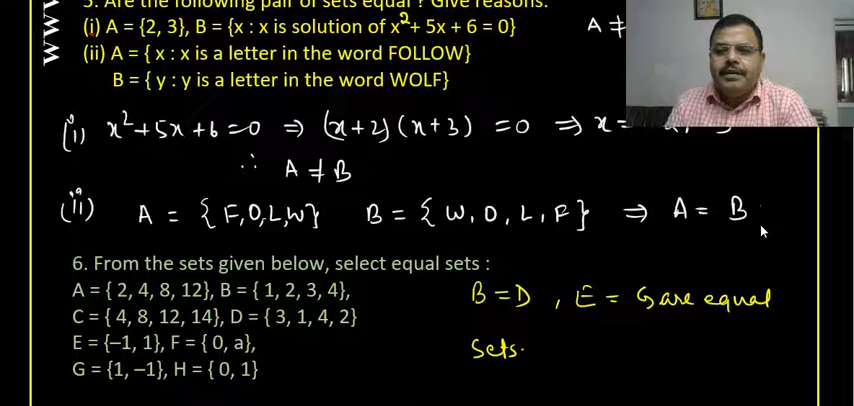 5. Are the following pair of sets equal ? Give reasons.
(i) A = {2, 3}, B = {x : x is solution of x² + 5x + 6 = 0}
A ≠
(ii) A = { x : x is a letter in the word FOLLOW}
B = { y : y is a letter in the word WOLF}
WWW
(i) x² + 5x + 6 = 0 ⇒ (x+2) (x+3) = 0 ⇒ x =
∴ A ≠ B
(ii) A = { F, O, L, W } B = { W, O, L, F } ⇒ A = B
6. From the sets given below, select equal sets :
A = { 2, 4, 8, 12}, B = { 1, 2, 3, 4},
C = { 4, 8, 12, 14}, D = { 3, 1, 4, 2}
E = {–1, 1}, F = { 0, a},
G = {1, –1}, H = { 0, 1}
B = D , E = G are equal
sets.